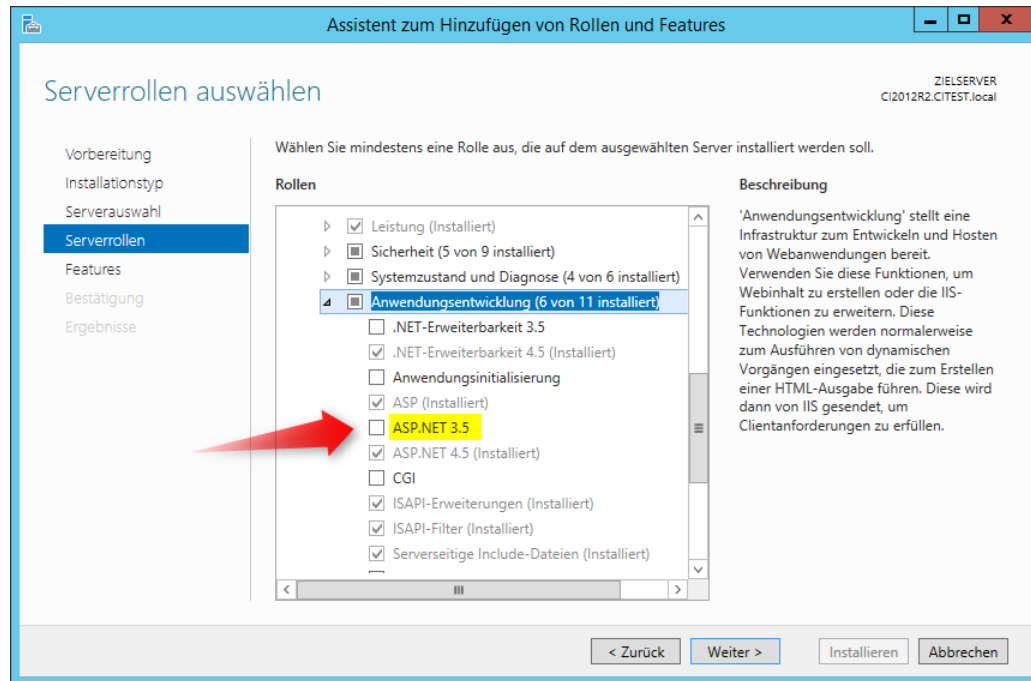 Assistent zum Hinzufügen von Rollen und Features
Serverrollen auswählen
ZIELSERVER
CI2012R2.CITEST.local
Vorbereitung
Installationstyp
Serverauswahl
Serverrollen
Features
Bestätigung
Ergebnisse
Wählen Sie mindestens eine Rolle aus, die auf dem ausgewählten Server installiert werden soll.
Rollen
Leistung (Installiert)
Sicherheit (5 von 9 installiert)
Systemzustand und Diagnose (4 von 6 installiert)
Anwendungsentwicklung (6 von 11 installiert)
.NET-Erweiterbarkeit 3.5
.NET-Erweiterbarkeit 4.5 (Installiert)
Anwendungsinitialisierung
ASP (Installiert)
ASP.NET 3.5
ASP.NET 4.5 (Installiert)
CGI
ISAPI-Erweiterungen (Installiert)
ISAPI-Filter (Installiert)
Serverseitige Include-Dateien (Installiert)
Beschreibung
'Anwendungsentwicklung' stellt eine
Infrastruktur zum Entwickeln und Hosten
von Webanwendungen bereit.
Verwenden Sie diese Funktionen, um
Webinhalt zu erstellen oder die IIS-
Funktionen zu erweitern. Diese
Technologien werden normalerweise
zum Ausführen von dynamischen
Vorgängen eingesetzt, die zum Erstellen
einer HTML-Ausgabe führen. Diese wird
dann von IIS gesendet, um
Clientanforderungen zu erfüllen.
< Zurück
Weiter >
Installieren
Abbrechen